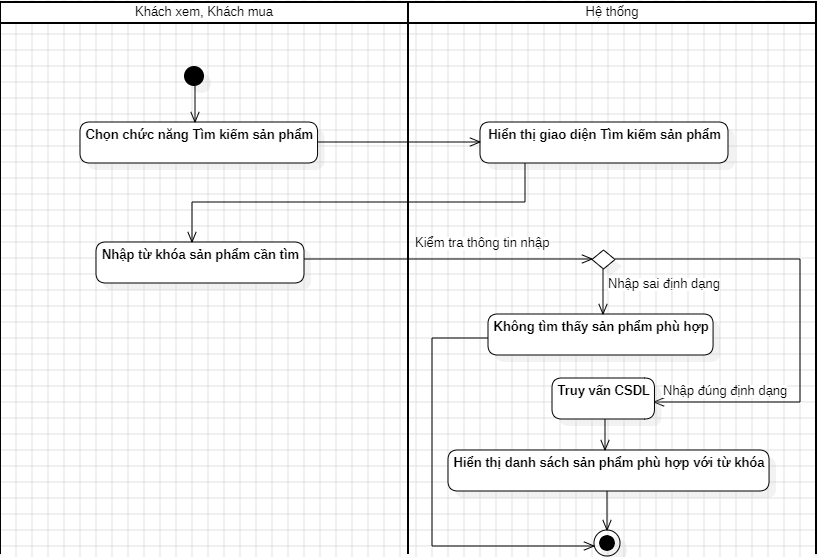 Khách xem, Khách mua
Hệ thống
Chọn chức năng Tìm kiếm sản phẩm
Hiển thị giao diện Tìm kiếm sản phẩm
Nhập từ khóa sản phẩm cần tìm
Kiểm tra thông tin nhập
Nhập sai định dạng
Không tìm thấy sản phẩm phù hợp
Truy vấn CSDL
Nhập đúng định dạng
Hiển thị danh sách sản phẩm phù hợp với từ khóa